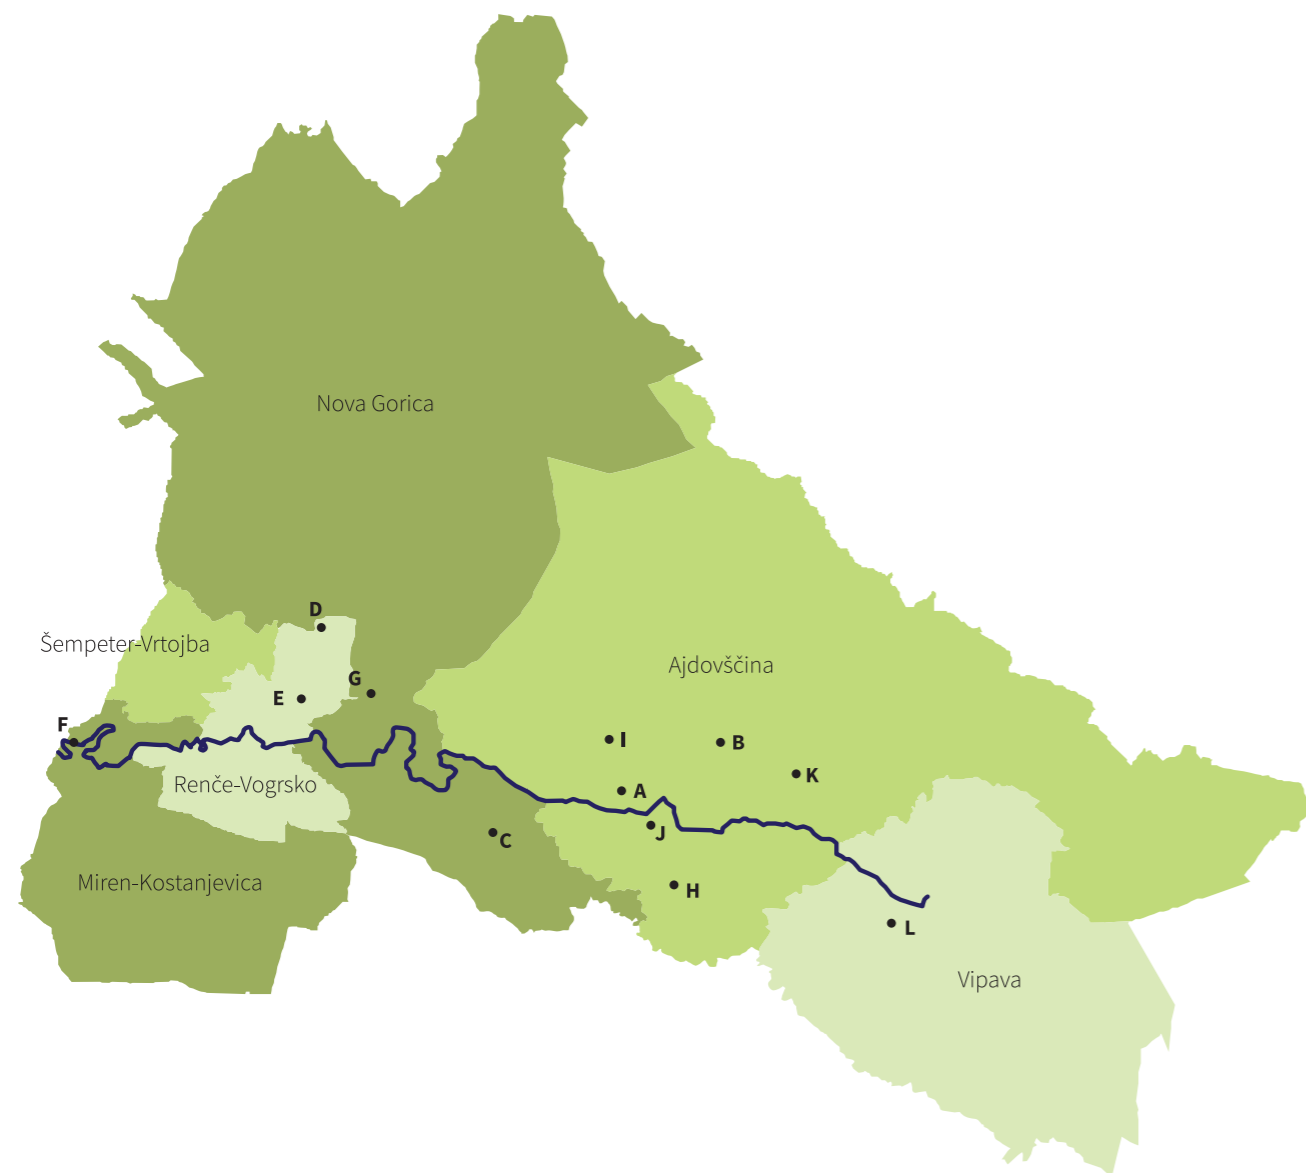 Nova Gorica
D
Šempeter-Vrtojba
Ajdovščina
G
E
F
I
B
K
Renče-Vogrsko
A
J
C
Miren-Kostanjevica
H
L
Vipava